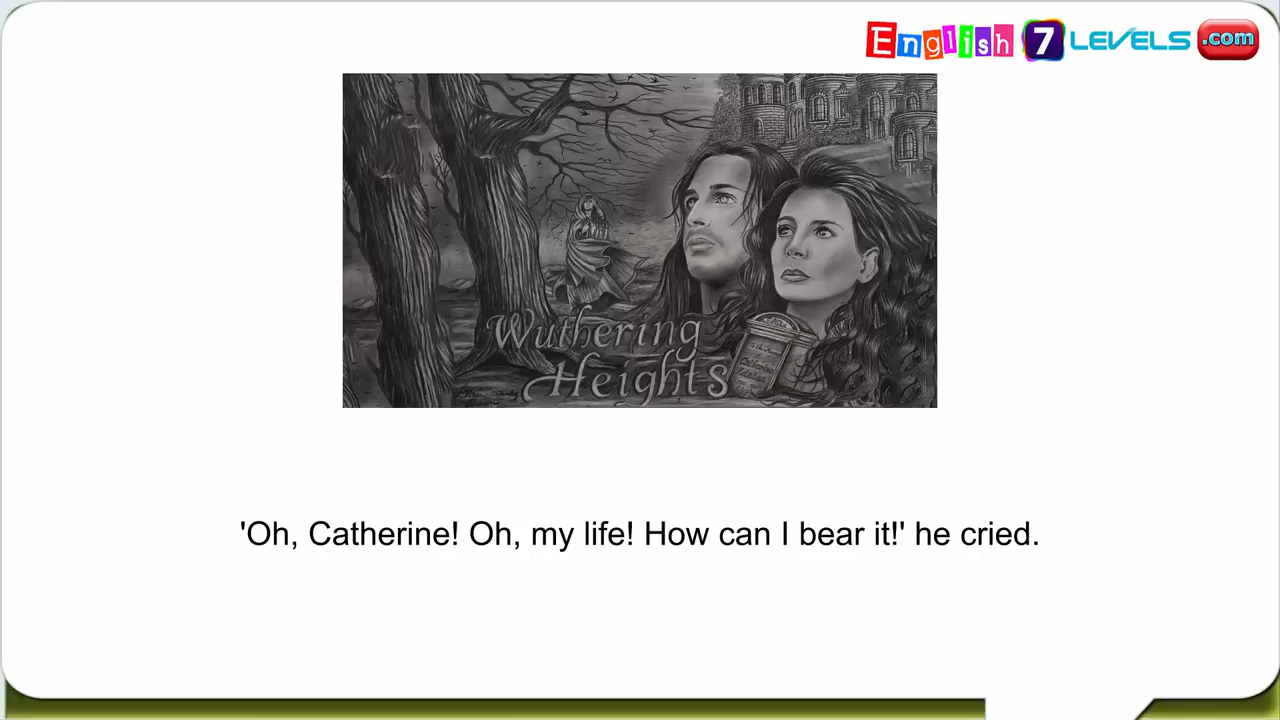 English 7 LEVELS .com
Wuthering
Heights
'Oh, Catherine! Oh, my life! How can I bear it!' he cried.